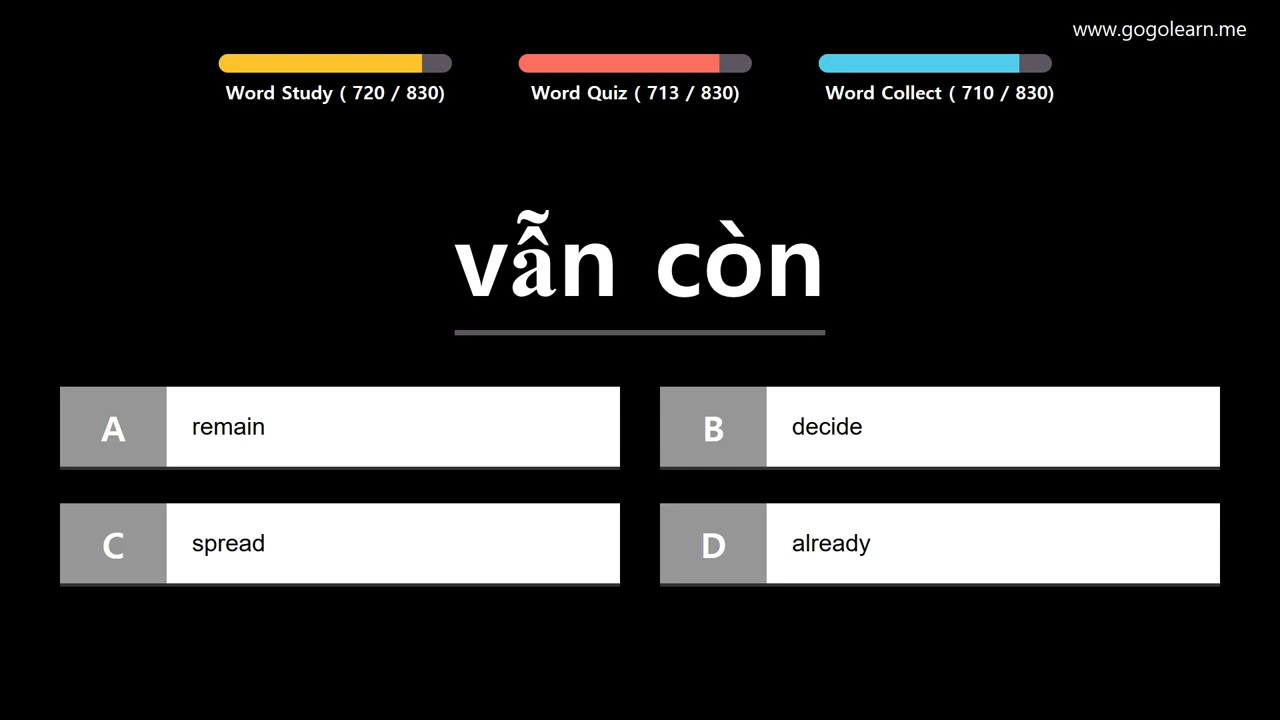 www.gogolearn.me
Word Study ( 720 / 830)
Word Quiz ( 713 / 830)
Word Collect ( 710 / 830)
vẫn còn
A remain
B decide
C spread
D already